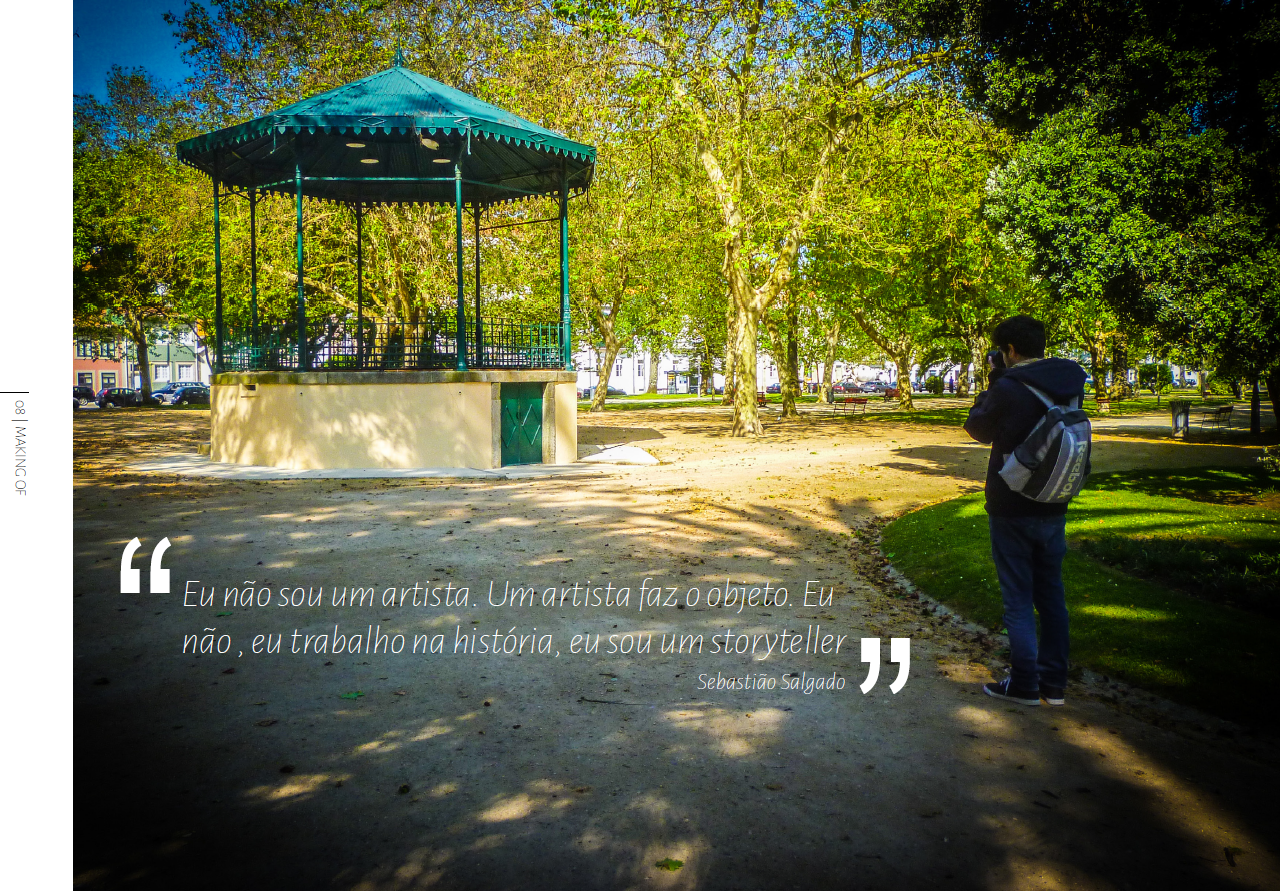 08 | MAKING OF
“
Eu não sou um artista. Um artista faz o objeto. Eu
não , eu trabalho na história, eu sou um storyteller
”
Sebastião Salgado
Reebok